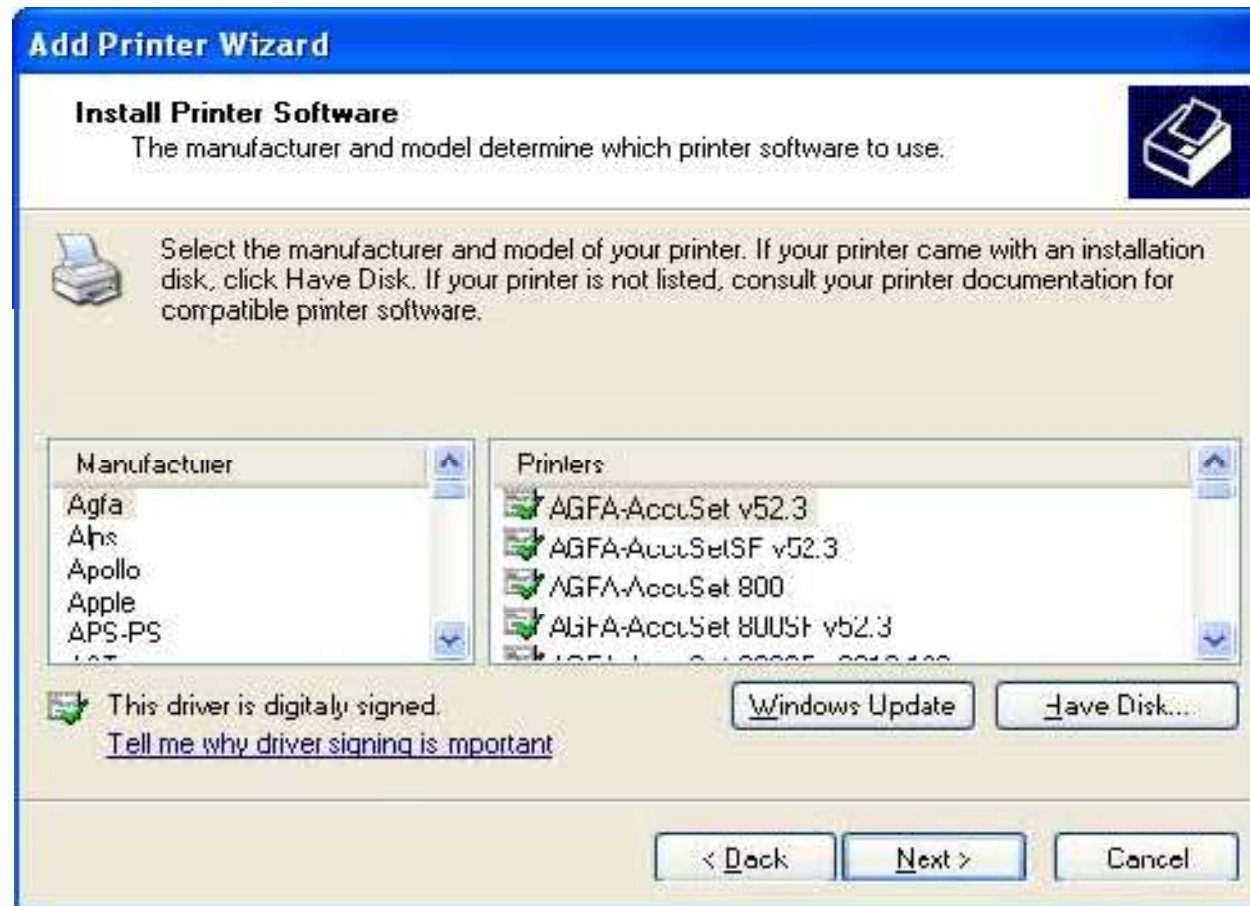 Add Printer Wizard
Install Printer Software
The manufacturer and model determine which printer software to use.
Select the manufacturer and model of your printer. If your printer came with an installation
disk, click Have Disk. If your printer is not listed, consult your printer documentation for
compatible printer software.
Manufacturer
Agfa
Alps
Apollo
Apple
APS-PS
Printers
AGFA-AccuSet v52.3
AGFA-AccuSetSF v52.3
AGFA-AccuSet 800
AGFA-AccuSet 800SF v52.3
This driver is digitally signed.
Tell me why driver signing is important
Windows Update
Have Disk...
< Back
Next >
Cancel